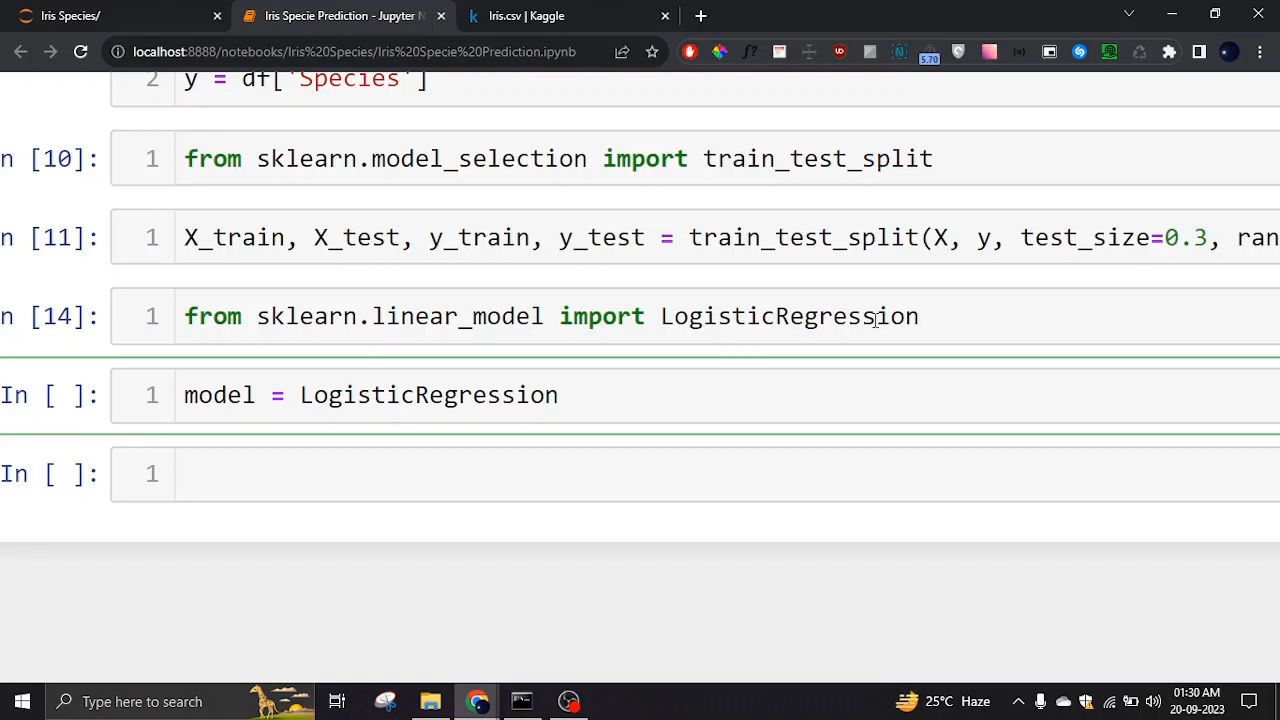 Iris Species/
Iris Specie Prediction - Jupyter N
Iris.csv | Kaggle
localhost:8888/notebooks/Iris%20Species/Iris%20Specie%20Prediction.ipynb
5.70
2 y = df['Species']
n [10]: 1 from sklearn.model_selection import train_test_split
n [11]: 1 X_train, X_test, y_train, y_test = train_test_split(X, y, test_size=0.3, ran
n [14]: 1 from sklearn.linear_model import LogisticRegression
In [ ]: 1 model = LogisticRegression
In [ ]: 1
Type here to search
25°C Haze
01:30 AM
20-09-2023